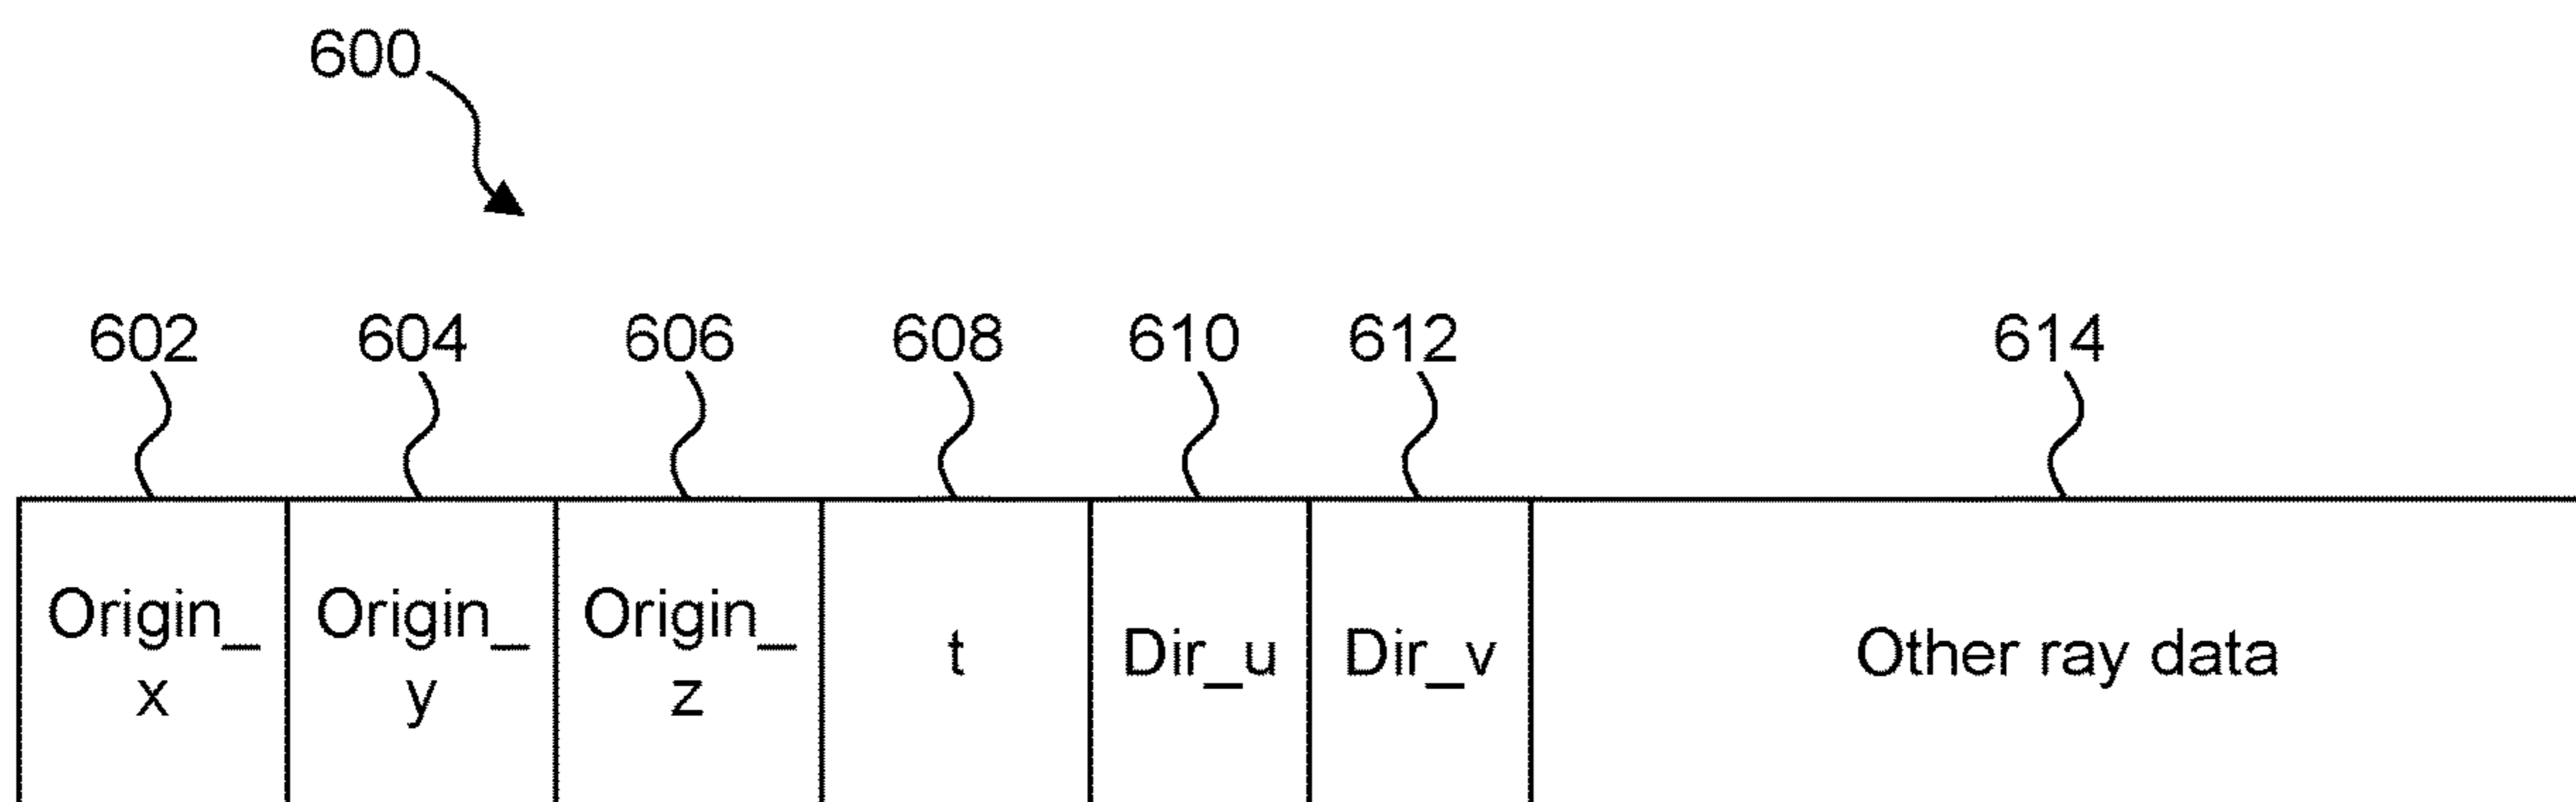 600
602 604 606 608 610 612 614
Origin_ Origin_ Origin_
x y z t Dir_u Dir_v Other ray data